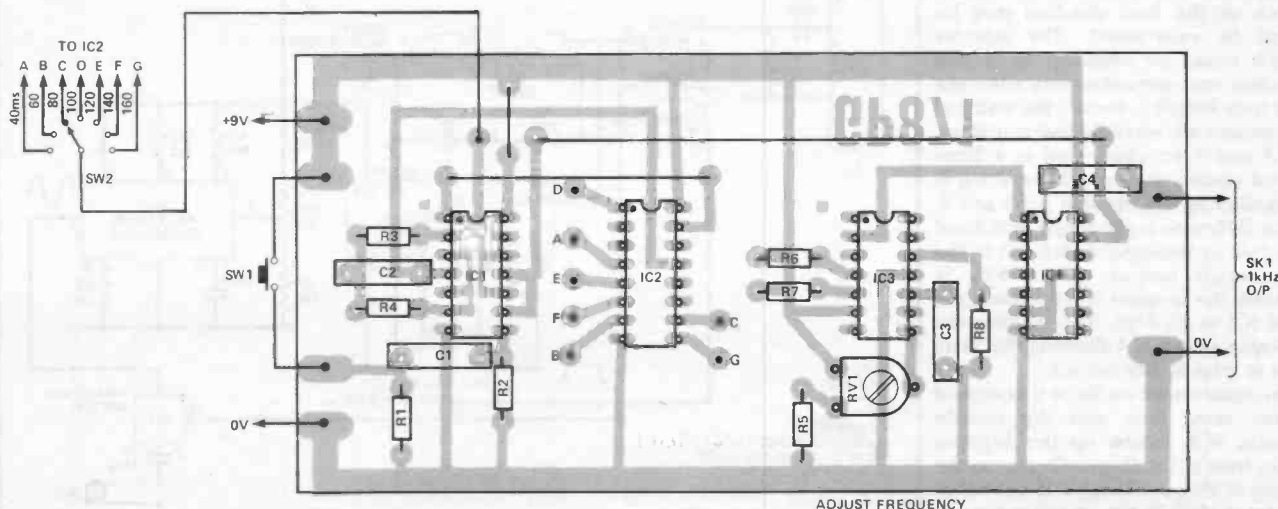 TO IC2
A B C D E F G
40ms 60 80 100 120 140 160
SW2
+9V
SW1
0V
R3
C2
R4
C1
R1
R2
IC1
D
A
E
F
B
IC2
C
G
R6
R7
R5
RV1
IC3
C3
R8
C4
SK1
1kHz
O/P
0V
ADJUST FREQUENCY